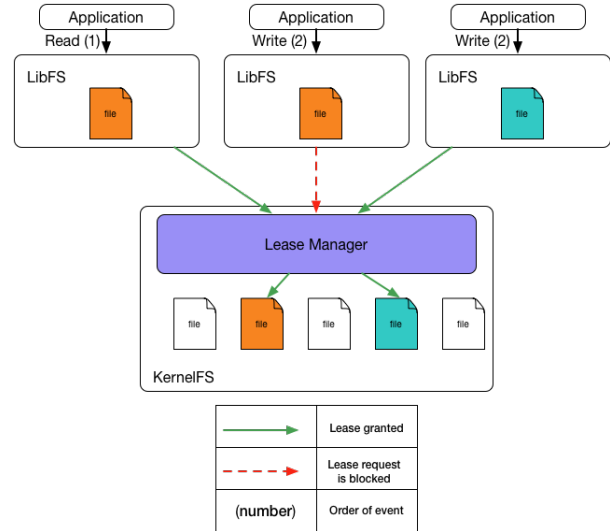 Application
Application
Application
Read (1)
Write (2)
Write (2)
LibFS
LibFS
LibFS
file
file
file
Lease Manager
file
file
file
file
file
KernelFS
Lease granted
Lease request
is blocked
(number)
Order of event